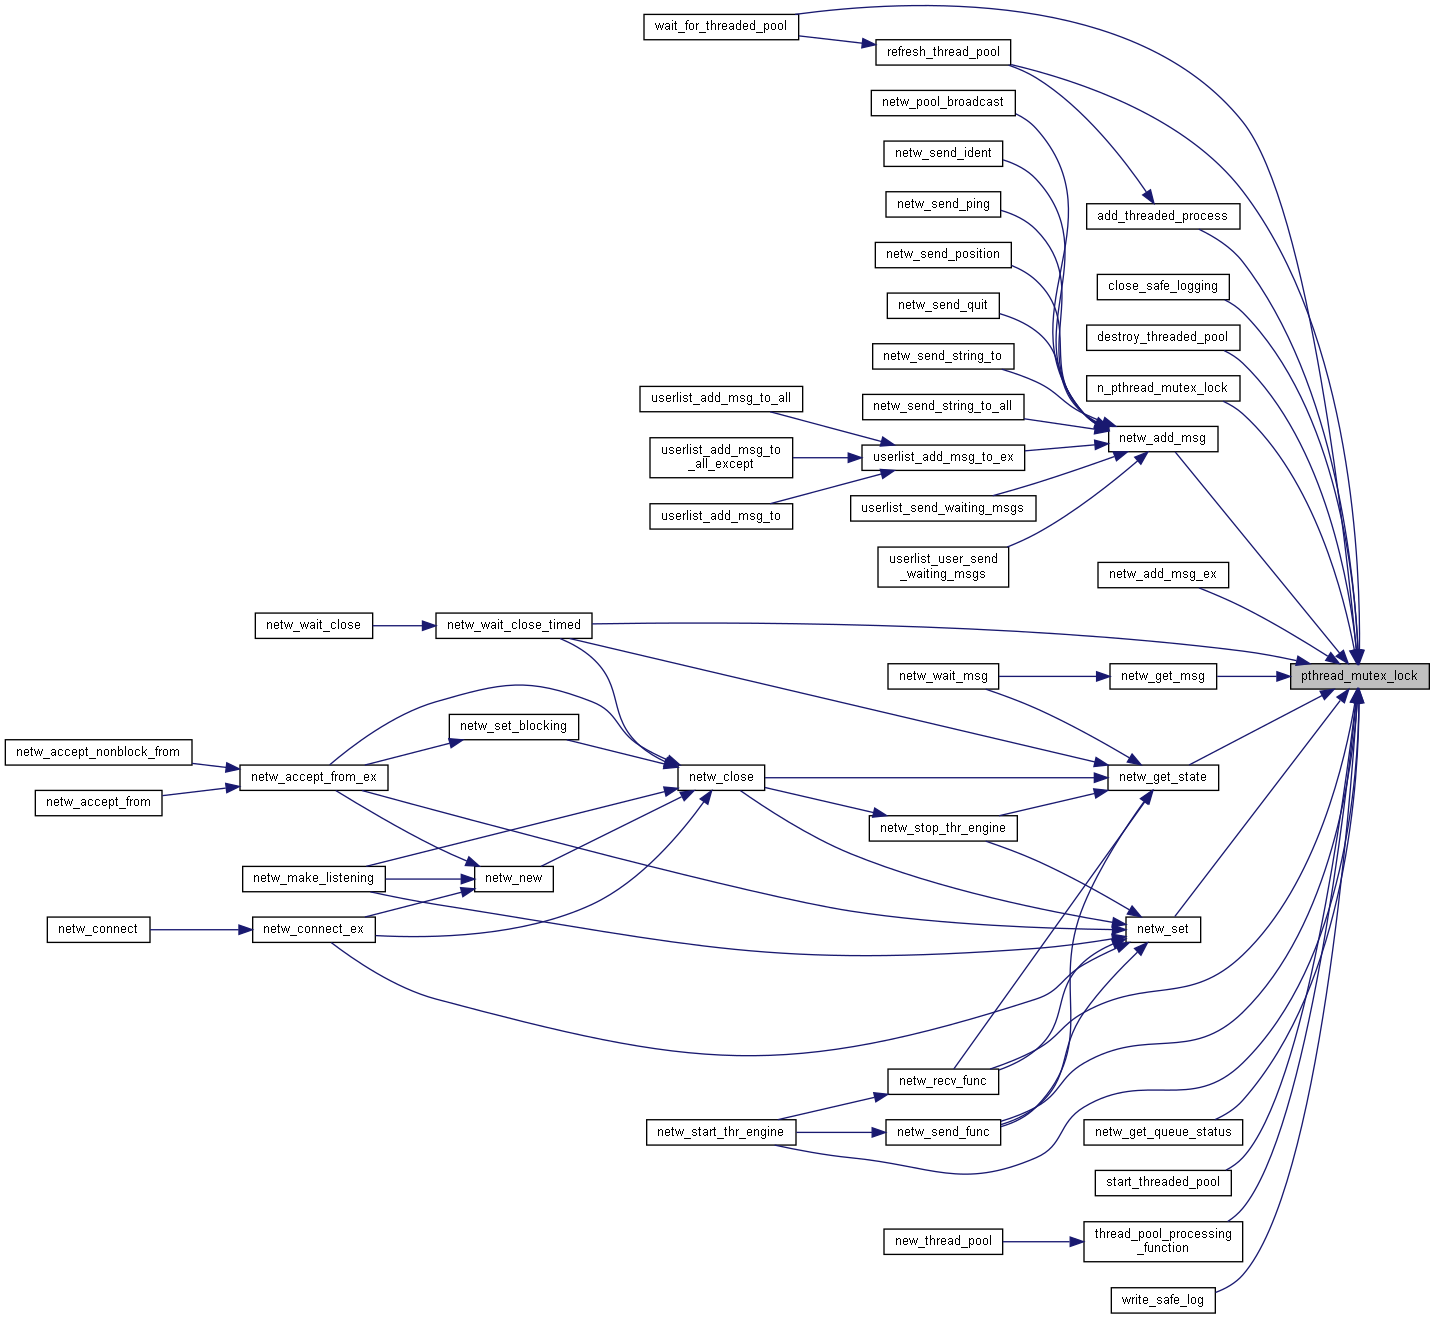 wait_for_threaded_pool
refresh_thread_pool
netw_pool_broadcast
netw_send_ident
netw_send_ping
add_threaded_process
netw_send_position
close_safe_logging
netw_send_quit
destroy_threaded_pool
netw_send_string_to
n_pthread_mutex_lock
userlist_add_msg_to_all
netw_send_string_to_all
netw_add_msg
userlist_add_msg_to
_all_except
userlist_add_msg_to_ex
userlist_send_waiting_msgs
userlist_add_msg_to
userlist_user_send
_waiting_msgs
netw_add_msg_ex
netw_wait_close
netw_wait_close_timed
netw_wait_msg
netw_get_msg
pthread_mutex_lock
netw_set_blocking
netw_accept_nonblock_from
netw_accept_from_ex
netw_close
netw_get_state
netw_accept_from
netw_stop_thr_engine
netw_make_listening
netw_new
netw_connect
netw_connect_ex
netw_set
netw_recv_func
netw_start_thr_engine
netw_send_func
netw_get_queue_status
start_threaded_pool
new_thread_pool
thread_pool_processing
_function
write_safe_log